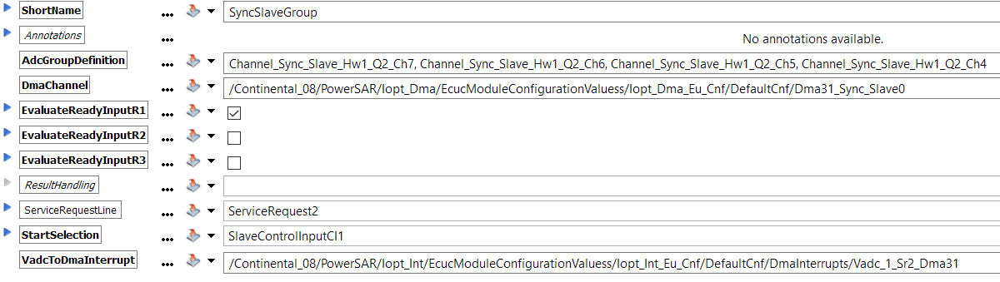 ShortName ... SyncSlaveGroup
Annotations ... No annotations available.
AdcGroupDefinition ... Channel_Sync_Slave_Hw1_Q2_Ch7, Channel_Sync_Slave_Hw1_Q2_Ch6, Channel_Sync_Slave_Hw1_Q2_Ch5, Channel_Sync_Slave_Hw1_Q2_Ch4
DmaChannel ... /Continental_08/PowerSAR/Iopt_Dma/EcucModuleConfigurationValuess/Iopt_Dma_Eu_Cnf/DefaultCnf/Dma31_Sync_Slave0
EvaluateReadyInputR1 ...
EvaluateReadyInputR2 ...
EvaluateReadyInputR3 ...
ResultHandling ...
ServiceRequestLine ... ServiceRequest2
StartSelection ... SlaveControlInputCI1
VadcToDmaInterrupt ... /Continental_08/PowerSAR/Iopt_Int/EcucModuleConfigurationValuess/Iopt_Int_Eu_Cnf/DefaultCnf/DmaInterrupts/Vadc_1_Sr2_Dma31